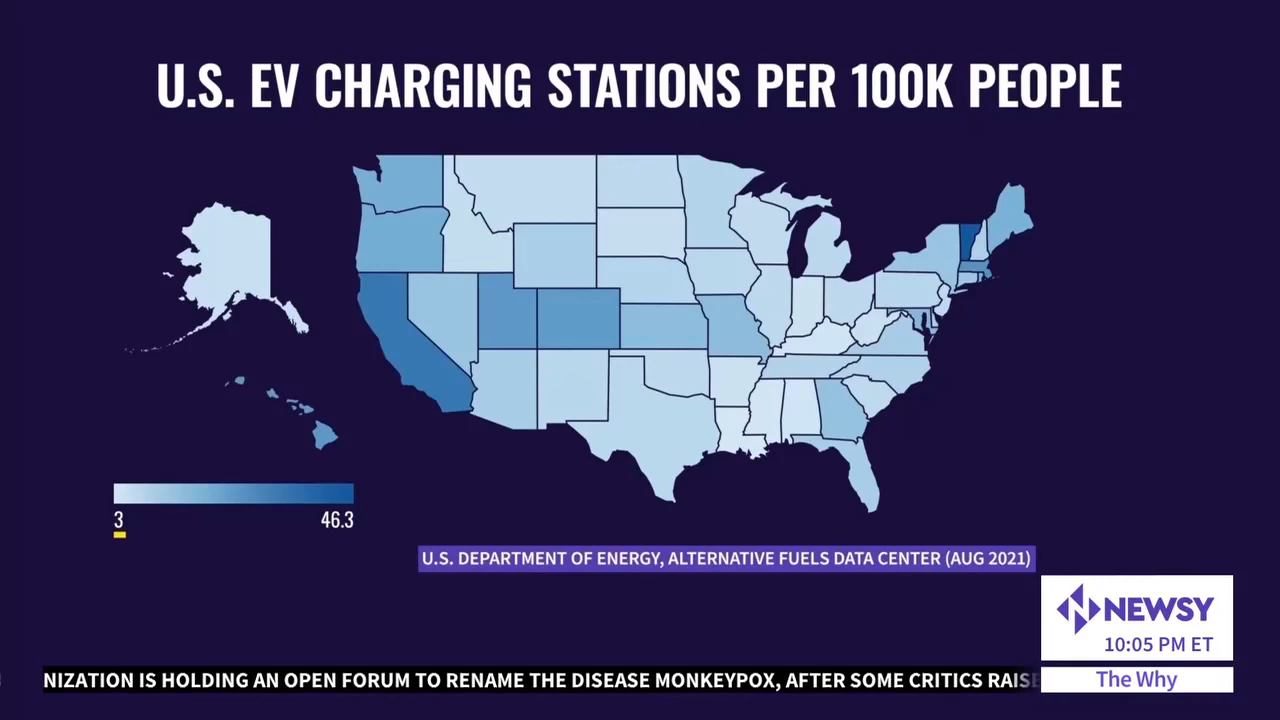 U.S. EV CHARGING STATIONS PER 100K PEOPLE
3
46.3
U.S. DEPARTMENT OF ENERGY, ALTERNATIVE FUELS DATA CENTER (AUG 2021)
NEWSY
10:05 PM ET
NIZATION IS HOLDING AN OPEN FORUM TO RENAME THE DISEASE MONKEYPOX, AFTER SOME CRITICS RAISE
The Why